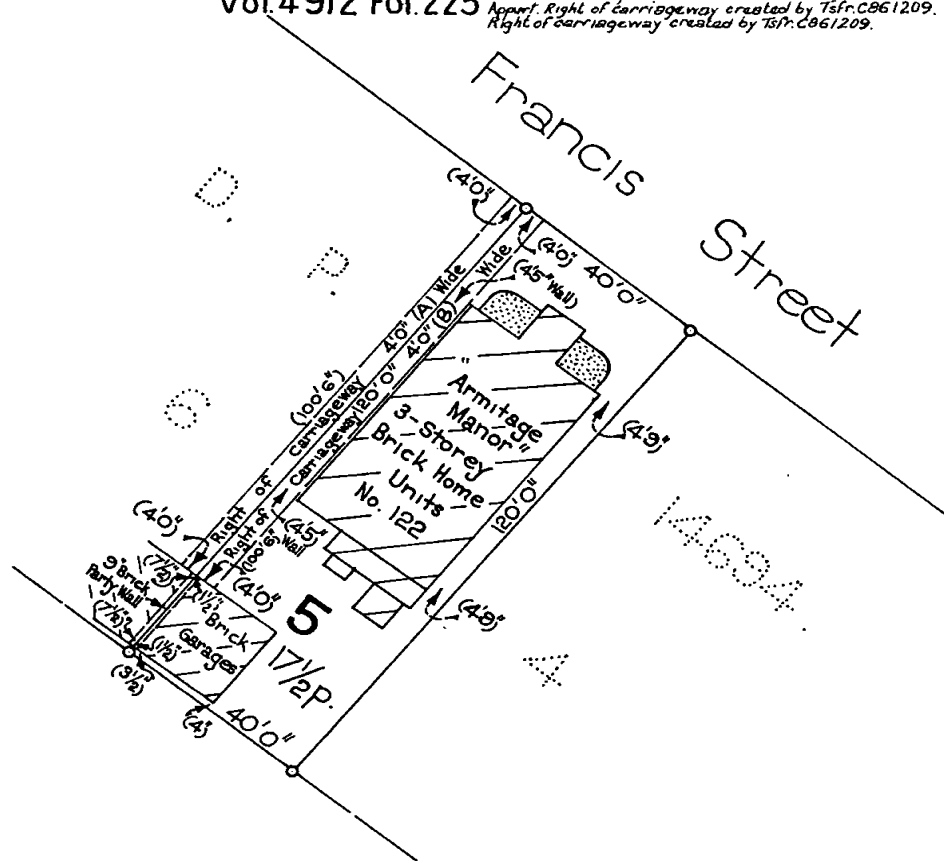 Vol. 4912 Fol. 225
Appurt. Right of carriageway created by Tsfr. C861209.
Right of carriageway created by Tsfr. C861209.
Francis Street
D. P. 14694.
6
(4'0")
(4'0")
40'0"
(4'5" Wall)
Right of Carriageway 4'0" (A) Wide
(100'6")
Right of Carriageway 4'0" (B) Wide
120'0"
(100'6")
"Armitage
Manor"
3-Storey
Brick Home
Units
No. 122
(4'9")
120'0"
(4'8")
(4'5")
Wall
(4'0")
(4'0")
(7½")
9" Brick
Party Wall
(7½")
(1½")
(1½")
Brick
Garages
(3½")
(4")
40'0"
5
17½P.
4